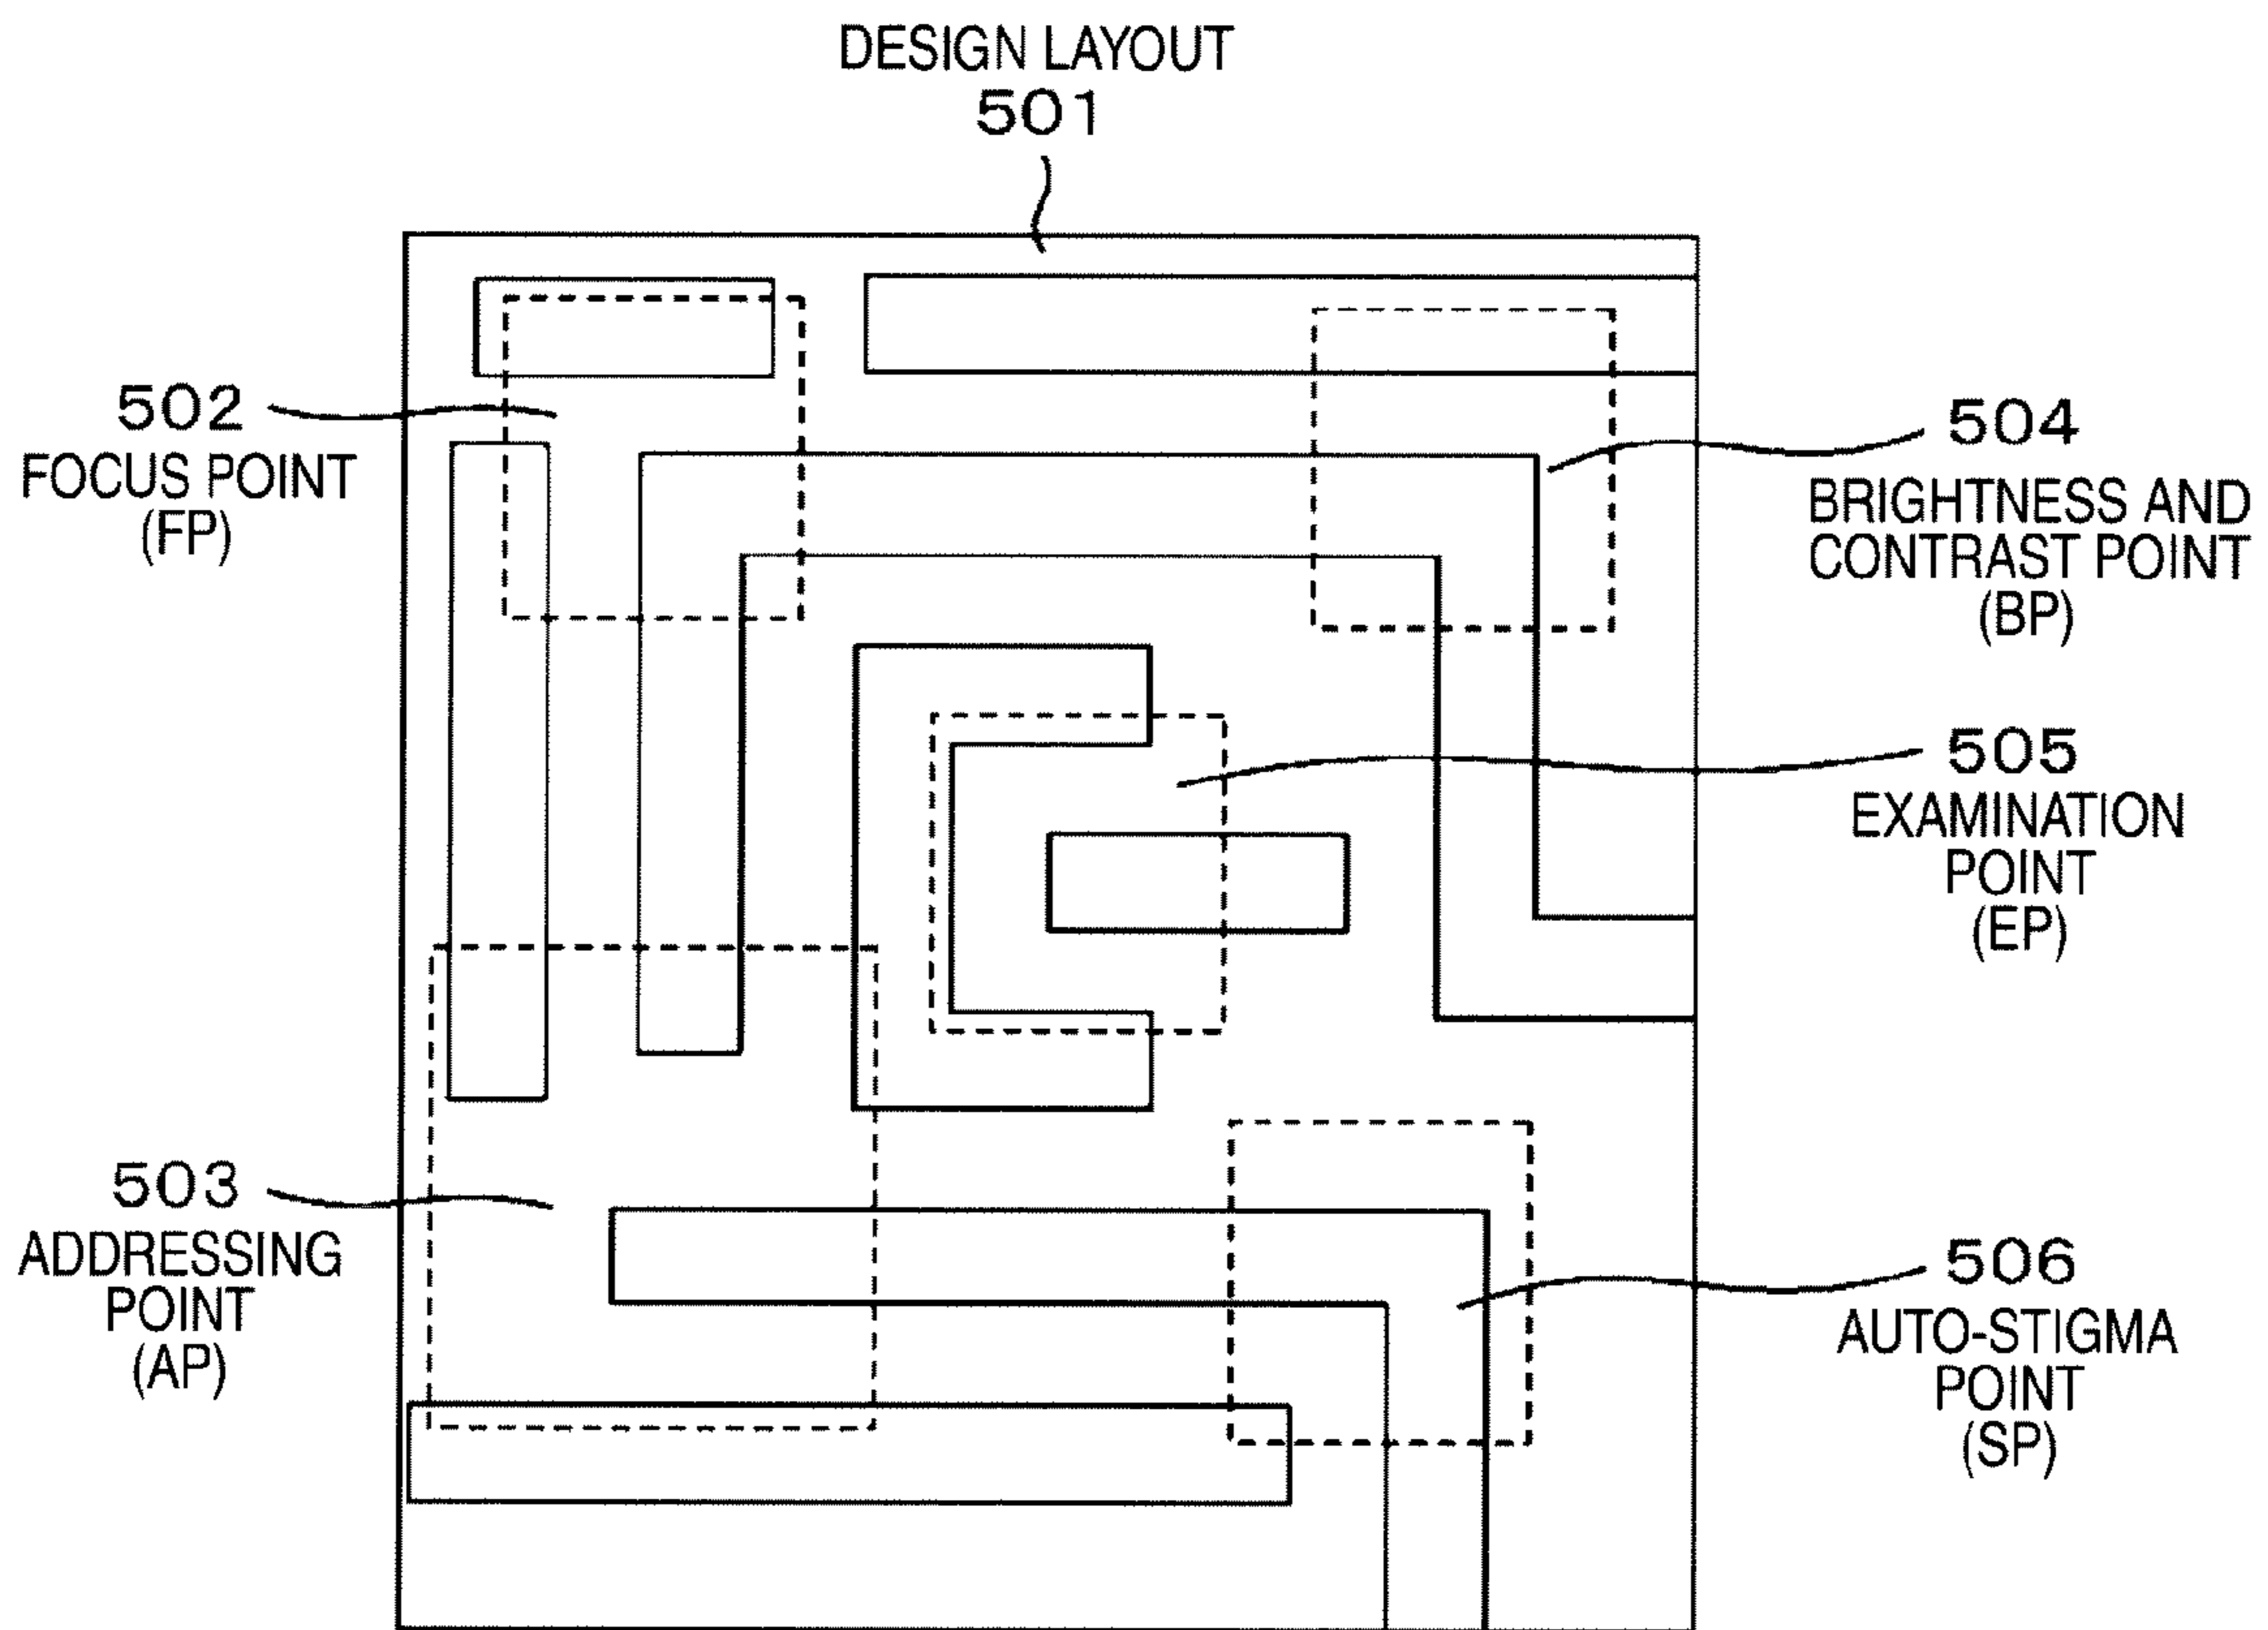 DESIGN LAYOUT
501
502
FOCUS POINT
(FP)
504
BRIGHTNESS AND
CONTRAST POINT
(BP)
505
EXAMINATION
POINT
(EP)
503
ADDRESSING
POINT
(AP)
506
AUTO-STIGMA
POINT
(SP)